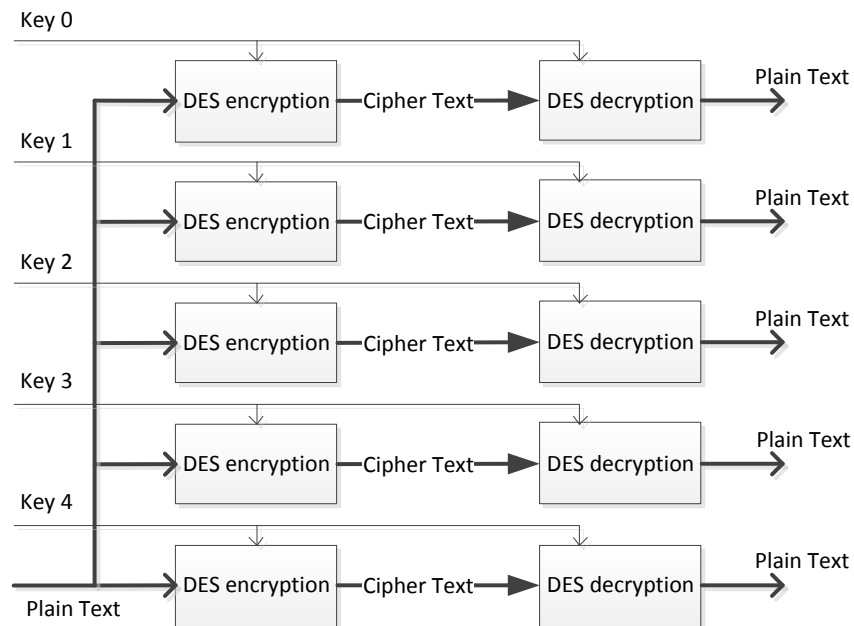 Key 0
DES encryption Cipher Text DES decryption Plain Text
Key 1
DES encryption Cipher Text DES decryption Plain Text
Key 2
DES encryption Cipher Text DES decryption Plain Text
Key 3
DES encryption Cipher Text DES decryption Plain Text
Key 4
DES encryption Cipher Text DES decryption Plain Text
Plain Text